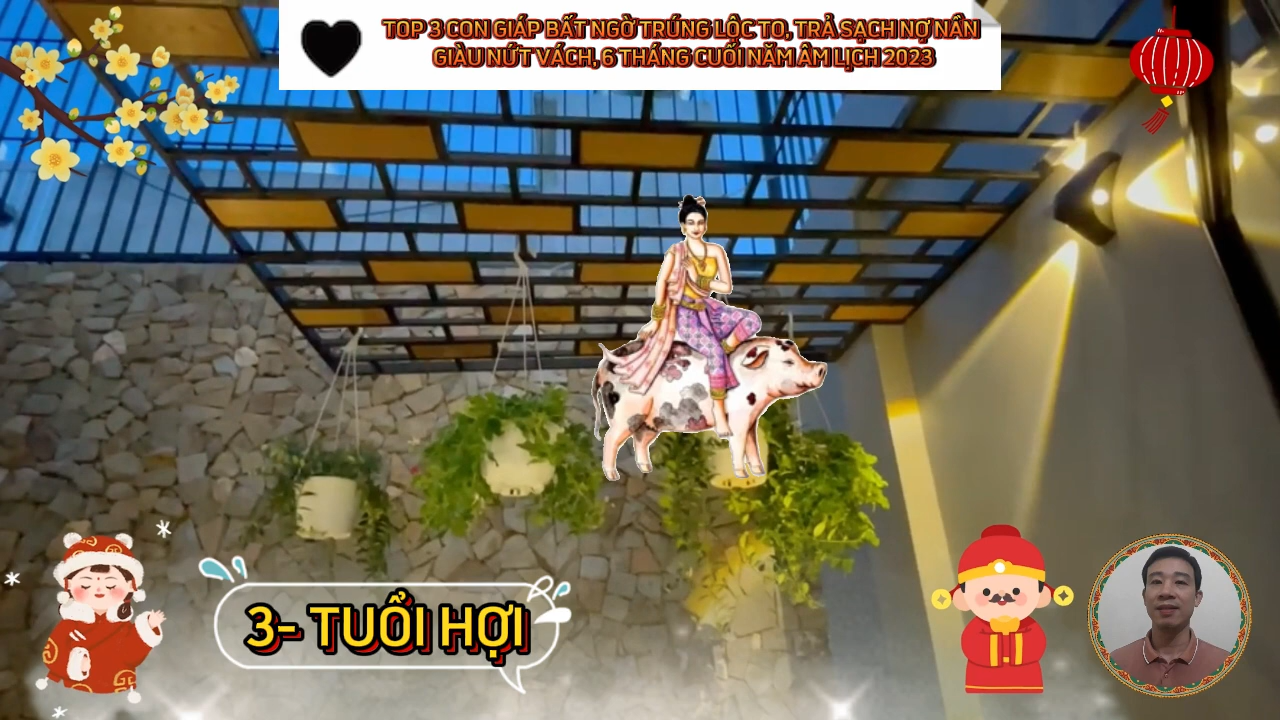 TOP 3 CON GIÁP BẤT NGỜ TRÚNG LỘC TO, TRẢ SẠCH NỢ NẦN
GIÀU NỨT VÁCH, 6 THÁNG CUỐI NĂM ÂM LỊCH 2023
3- TUỔI HỢI